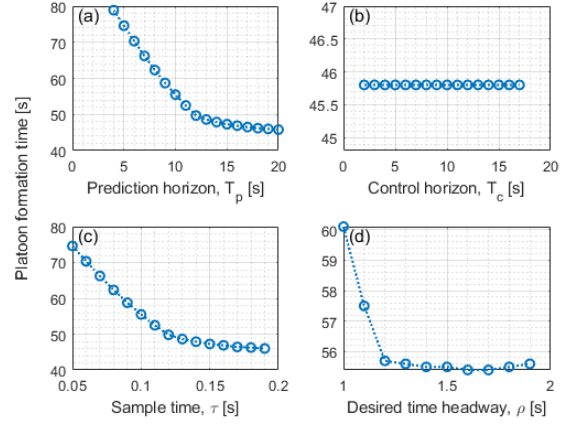 Platoon formation time [s]
(a)
80
70
60
50
40
0 5 10 15 20
Prediction horizon, T_p [s]
(b)
47
46.5
46
45.5
45
0 5 10 15 20
Control horizon, T_c [s]
(c)
80
70
60
50
40
0.05 0.1 0.15 0.2
Sample time, τ [s]
(d)
60
59
58
57
56
1 1.5 2
Desired time headway, ρ [s]